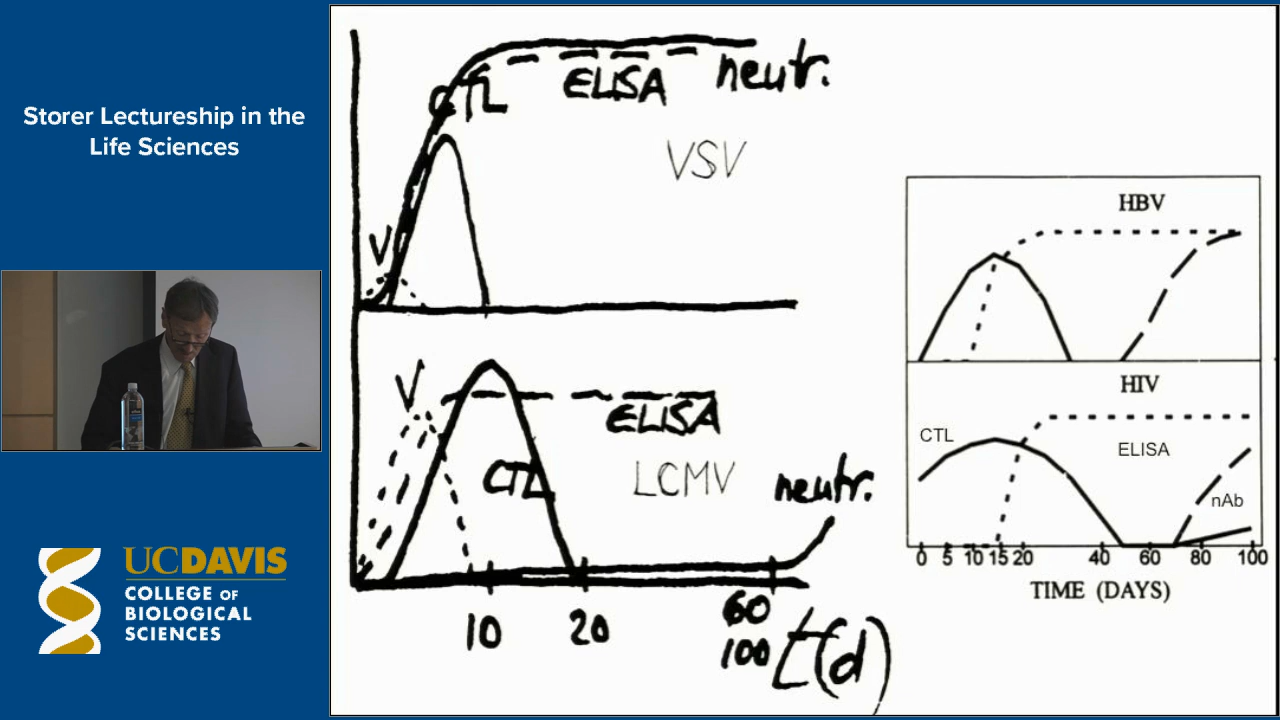 Storer Lectureship in the
Life Sciences
UCDAVIS
COLLEGE OF
BIOLOGICAL
SCIENCES
CTL
ELISA
neutr.
VSV
V
V
ELISA
CTL
LCMV
neutr.
10
20
60
100
t(d)
HBV
HIV
CTL
ELISA
nAb
0 5 10 15 20 40 60 80 100
TIME (DAYS)